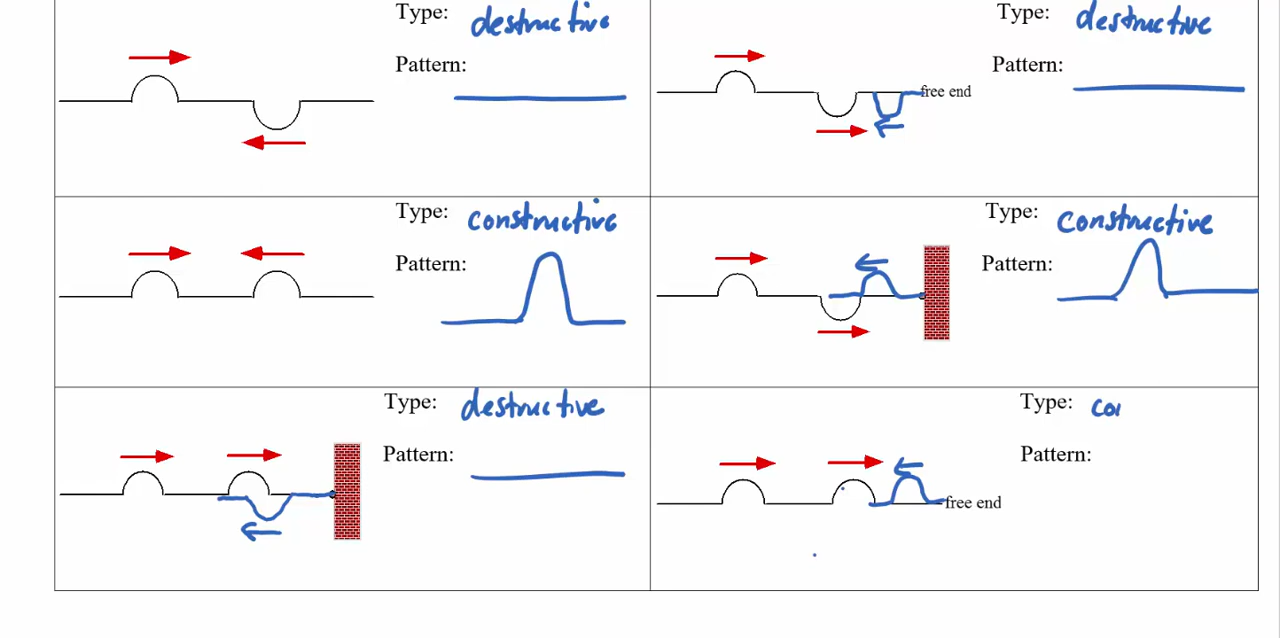 Type: destructive
Pattern:
Type: destructive
Pattern:
free end
Type: constructive
Pattern:
Type: Constructive
Pattern:
Type: destructive
Pattern:
Type: con
Pattern:
free end